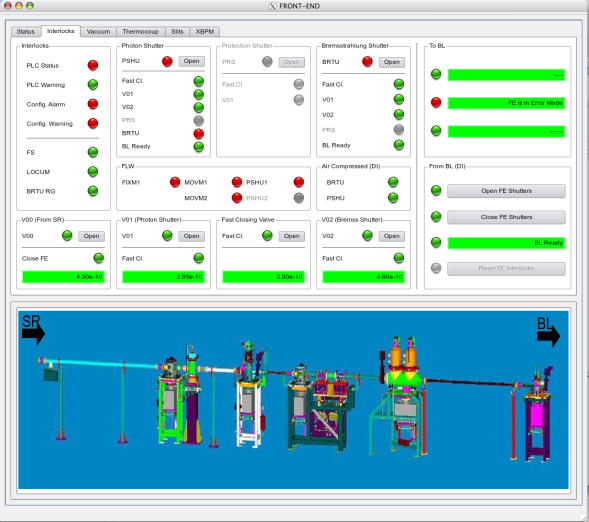 FRONT-END
Status Interlocks Vacuum Thermocoup Slits XBPM
Interlocks
PLC Status
PLC Warning
Config. Alarm
Config. Warning
FS
LOCUM
BRTU RG
Photon Shutter
PSHU Open
Fast Cl.
V01
V02
PRS
BRTU
BL Ready
Protection Shutter
PRS Open
Fast Cl.
V01
Bremsstrahlung Shutter
BRTU Open
Fast Cl.
V01
V02
PRS
BL Ready
To BL
----
FE is in Error Mode
------
FLW
FIXM1 MOVM1 PSHU1
MOVM2 PSHU2
Air Compressed (DI)
BRTU
PSHU
From BL (DI)
Open FE Shutters
Close FE Shutters
BL Ready
Reset FE Interlocks
V00 (From SR)
V00 Open
Close FE
4.50e-10
V01 (Photon Shutter)
V01 Open
Fast Cl.
2.95e-10
Fast Closing Valve
Fast Cl. Open
Fast Cl.
2.90e-10
V02 (Bremss Shutter)
V02 Open
Fast Cl.
4.60e-10
SR BL